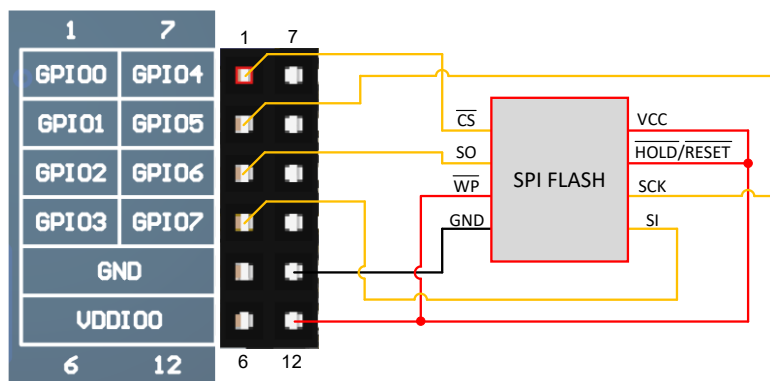 1 7
GPIO0 GPIO4
GPIO1 GPIO5
GPIO2 GPIO6
GPIO3 GPIO7
GND
VDDIO0
6 12
1 7
6 12
CS
SO
WP
GND
SPI FLASH
VCC
HOLD/RESET
SCK
SI